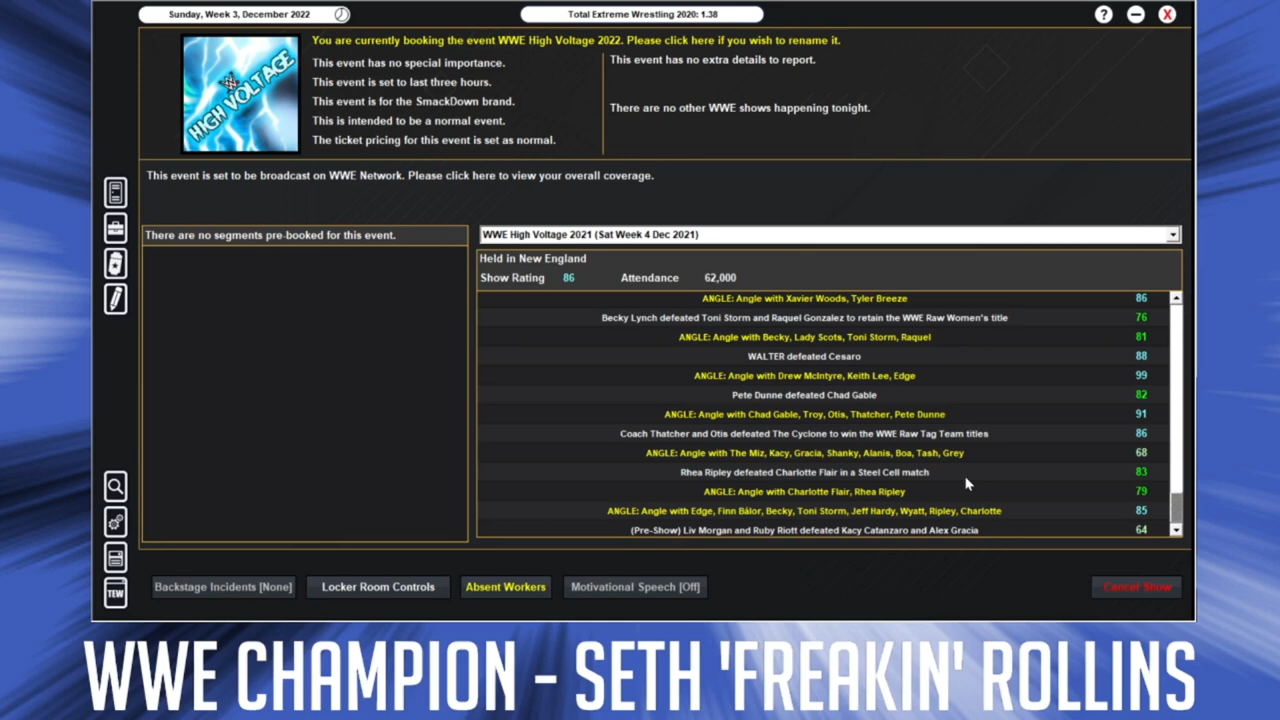 Sunday, Week 3, December 2022
Total Extreme Wrestling 2020: 1.38
?
X
HIGH VOLTAGE
You are currently booking the event WWE High Voltage 2022. Please click here if you wish to rename it.
This event has no special importance.
This event is set to last three hours.
This event is for the SmackDown brand.
This is intended to be a normal event.
The ticket pricing for this event is set as normal.
This event has no extra details to report.
There are no other WWE shows happening tonight.
This event is set to be broadcast on WWE Network. Please click here to view your overall coverage.
There are no segments pre-booked for this event.
WWE High Voltage 2021 (Sat Week 4 Dec 2021)
Held in New England
Show Rating 86 Attendance 62,000
ANGLE: Angle with Xavier Woods, Tyler Breeze 86
Becky Lynch defeated Toni Storm and Raquel Gonzalez to retain the WWE Raw Women's title 76
ANGLE: Angle with Becky, Lady Scots, Toni Storm, Raquel 81
WALTER defeated Cesaro 88
ANGLE: Angle with Drew McIntyre, Keith Lee, Edge 99
Pete Dunne defeated Chad Gable 82
ANGLE: Angle with Chad Gable, Troy, Otis, Thatcher, Pete Dunne 91
Coach Thatcher and Otis defeated The Cyclone to win the WWE Raw Tag Team titles 86
ANGLE: Angle with The Miz, Kacy, Gracia, Shanky, Alanis, Boa, Tash, Grey 68
Rhea Ripley defeated Charlotte Flair in a Steel Cell match 83
ANGLE: Angle with Charlotte Flair, Rhea Ripley 79
ANGLE: Angle with Edge, Finn Bálor, Becky, Toni Storm, Jeff Hardy, Wyatt, Ripley, Charlotte 85
(Pre-Show) Liv Morgan and Ruby Riott defeated Kacy Catanzaro and Alex Gracia 64
Backstage Incidents [None]
Locker Room Controls
Absent Workers
Motivational Speech [Off]
Cancel Show
TEW
WWE CHAMPION - SETH 'FREAKIN' ROLLINS